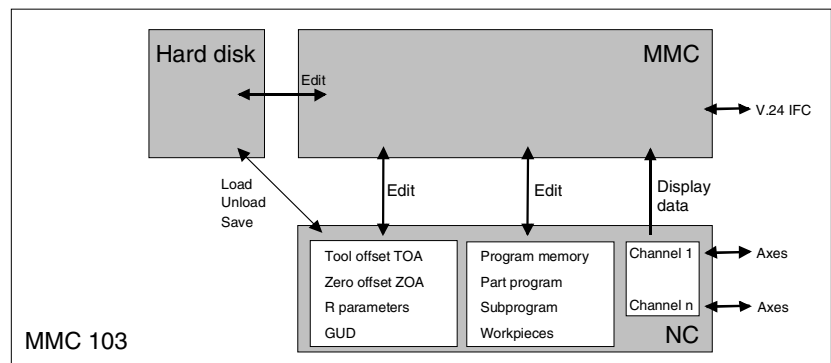 Hard disk
MMC
Edit
V.24 IFC
Load
Unload
Save
Edit
Edit
Display
data
Tool offset TOA
Zero offset ZOA
R parameters
GUD
Program memory
Part program
Subprogram
Workpieces
Channel 1
Channel n
Axes
Axes
NC
MMC 103